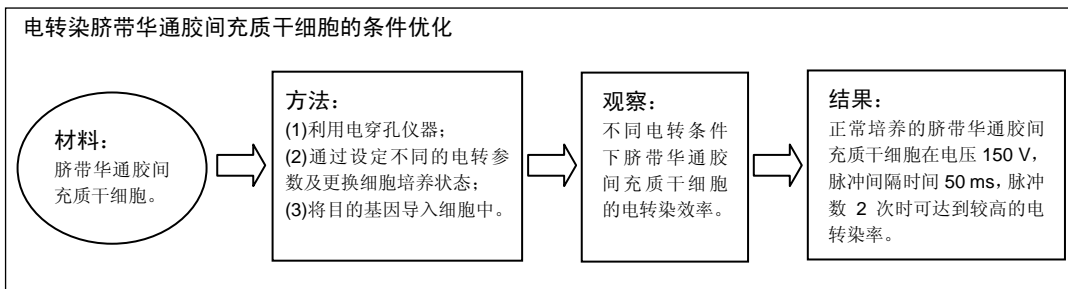 电转染脐带华通胶间充质干细胞的条件优化
材料：
脐带华通胶间
充质干细胞。
方法：
(1)利用电穿孔仪器；
(2)通过设定不同的电转参
数及更换细胞培养状态；
(3)将目的基因导入细胞中。
观察：
不同电转条件
下脐带华通胶
间充质干细胞
的电转染效率。
结果：
正常培养的脐带华通胶间
充质干细胞在电压 150 V，
脉冲间隔时间 50 ms，脉冲
数 2 次时可达到较高的电
转染率。